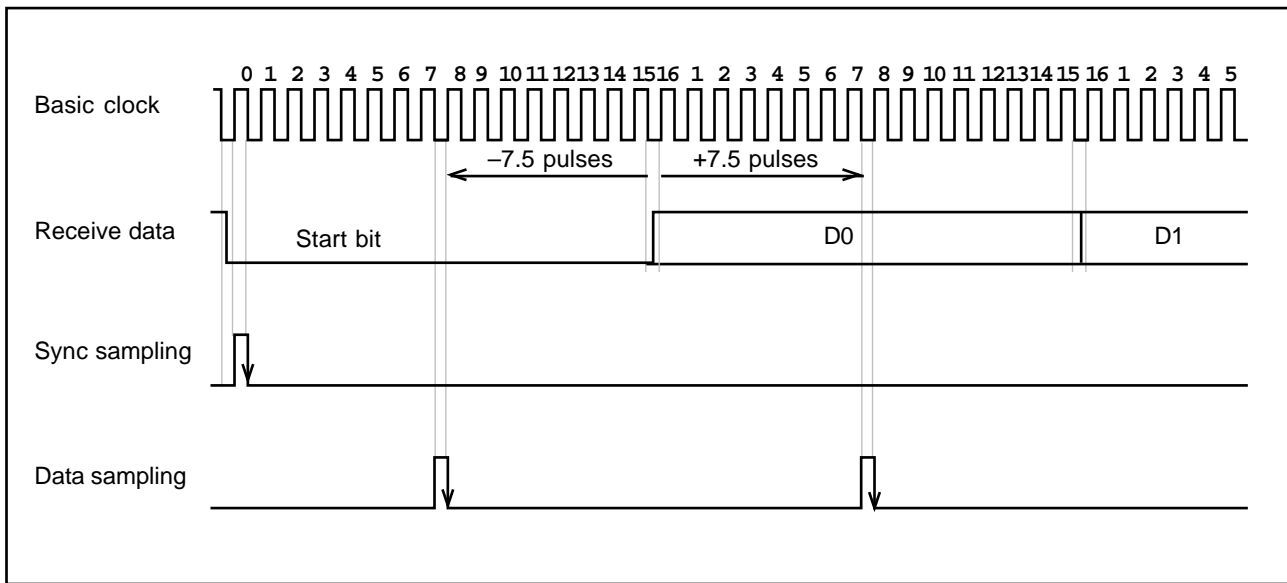 0 1 2 3 4 5 6 7 8 9 10 11 12 13 14 15 16 1 2 3 4 5 6 7 8 9 10 11 12 13 14 15 16 1 2 3 4 5
Basic clock
–7.5 pulses +7.5 pulses
Receive data Start bit D0 D1
Sync sampling
Data sampling